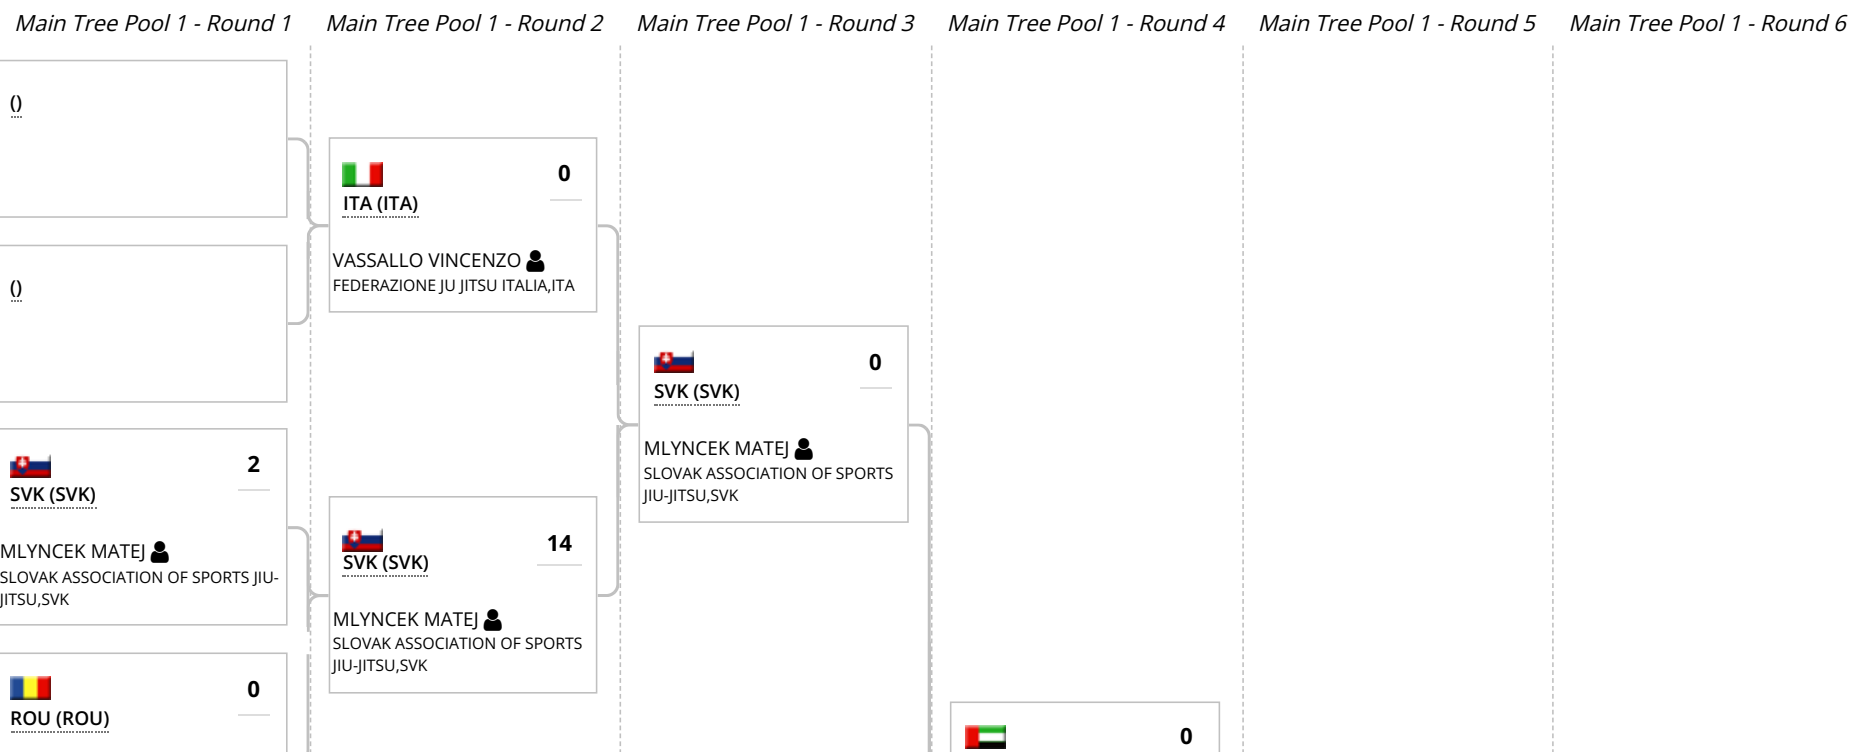 Main Tree Pool 1 - Round 1
Main Tree Pool 1 - Round 2
Main Tree Pool 1 - Round 3
Main Tree Pool 1 - Round 4
Main Tree Pool 1 - Round 5
Main Tree Pool 1 - Round 6
()
()
2
SVK (SVK)
MLYNCEK MATEJ
SLOVAK ASSOCIATION OF SPORTS JIU-
JITSU,SVK
0
ROU (ROU)
0
ITA (ITA)
VASSALLO VINCENZO
FEDERAZIONE JU JITSU ITALIA,ITA
14
SVK (SVK)
MLYNCEK MATEJ
SLOVAK ASSOCIATION OF SPORTS
JIU-JITSU,SVK
0
SVK (SVK)
MLYNCEK MATEJ
SLOVAK ASSOCIATION OF SPORTS
JIU-JITSU,SVK
0